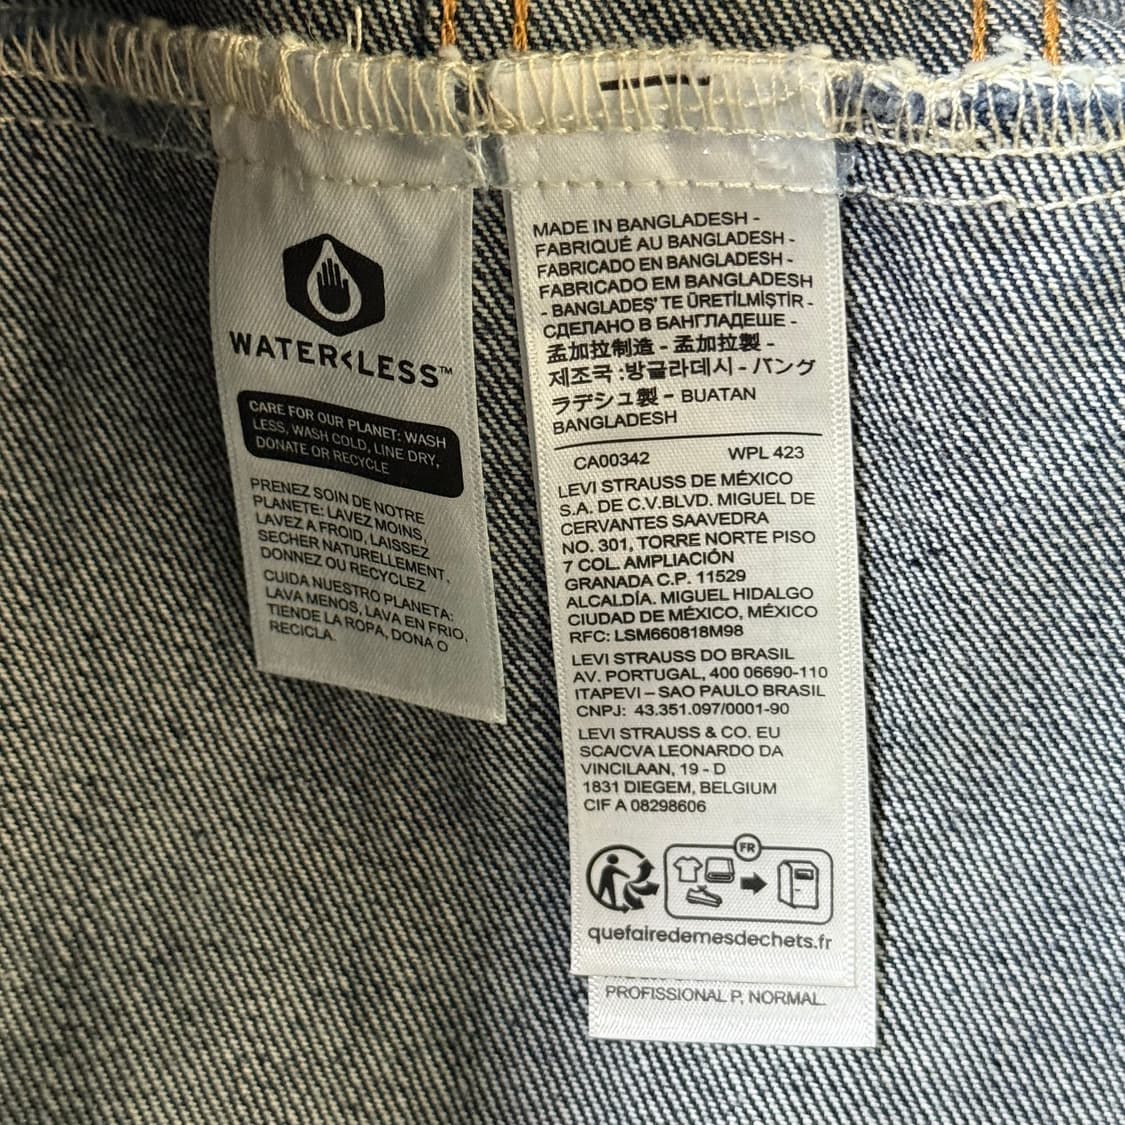 WATER<LESS™
CARE FOR OUR PLANET: WASH
LESS, WASH COLD, LINE DRY,
DONATE OR RECYCLE
PRENEZ SOIN DE NOTRE
PLANETE: LAVEZ MOINS,
LAVEZ A FROID, LAISSEZ
SECHER NATURELLEMENT,
DONNEZ OU RECYCLEZ
CUIDA NUESTRO PLANETA:
LAVA MENOS, LAVA EN FRIO,
TIENDE LA ROPA, DONA O
RECICLA.
MADE IN BANGLADESH -
FABRIQUÉ AU BANGLADESH -
FABRICADO EN BANGLADESH -
FABRICADO EM BANGLADESH
- BANGLADEŞ' TE ÜRETİLMİŞTİR -
СДЕЛАНО В БАНГЛАДЕШЕ -
孟加拉制造 - 孟加拉製 -
제조국 :방글라데시 - バング
ラデシュ製 - BUATAN
BANGLADESH
CA00342 WPL 423
LEVI STRAUSS DE MÉXICO
S.A. DE C.V.BLVD. MIGUEL DE
CERVANTES SAAVEDRA
NO. 301, TORRE NORTE PISO
7 COL. AMPLIACIÓN
GRANADA C.P. 11529
ALCALDÍA. MIGUEL HIDALGO
CIUDAD DE MÉXICO, MÉXICO
RFC: LSM660818M98
LEVI STRAUSS DO BRASIL
AV. PORTUGAL, 400 06690-110
ITAPEVI – SAO PAULO BRASIL
CNPJ: 43.351.097/0001-90
LEVI STRAUSS & CO. EU
SCA/CVA LEONARDO DA
VINCILAAN, 19 - D
1831 DIEGEM, BELGIUM
CIF A 08298606
FR
quefairedemesdechets.fr
PROFISSIONAL P, NORMAL.